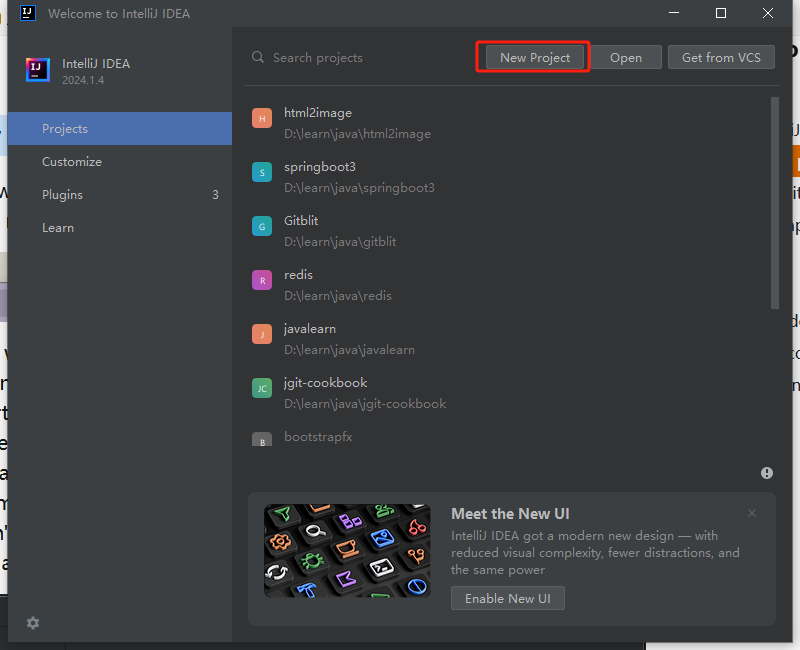 Welcome to IntelliJ IDEA
IntelliJ IDEA
2024.1.4
Projects
Customize
Plugins 3
Learn
Search projects
New Project
Open
Get from VCS
H
html2image
D:\learn\java\html2image
S
springboot3
D:\learn\java\springboot3
G
Gitblit
D:\learn\java\gitblit
R
redis
D:\learn\java\redis
J
javalearn
D:\learn\java\javalearn
JC
jgit-cookbook
D:\learn\java\jgit-cookbook
B
bootstrapfx
Meet the New UI
IntelliJ IDEA got a modern new design — with
reduced visual complexity, fewer distractions, and
the same power
Enable New UI